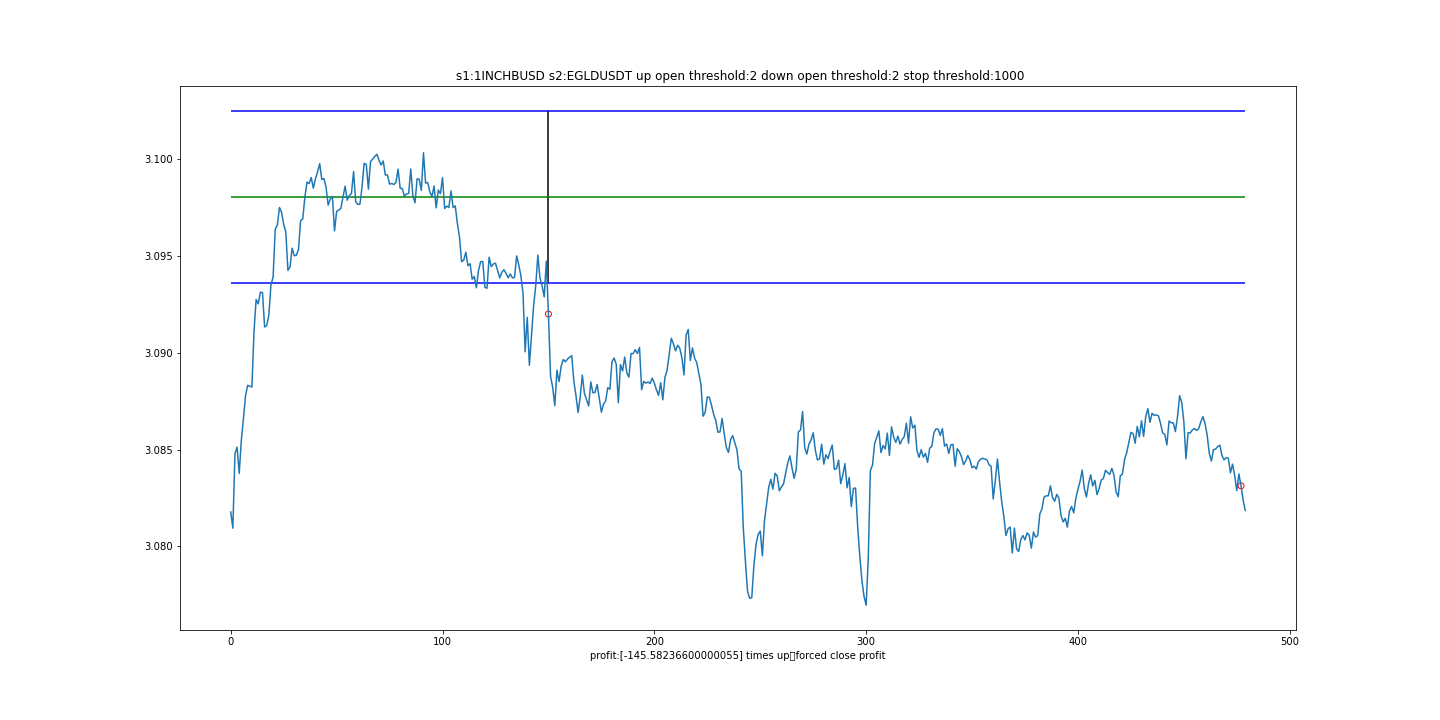 s1:1INCHBUSD s2:EGLDUSDT up open threshold:2 down open threshold:2 stop threshold:1000
3.100
3.095
3.090
3.085
3.080
0 100 200 300 400 500
profit:[-145.58236600000055] times up▯forced close profit